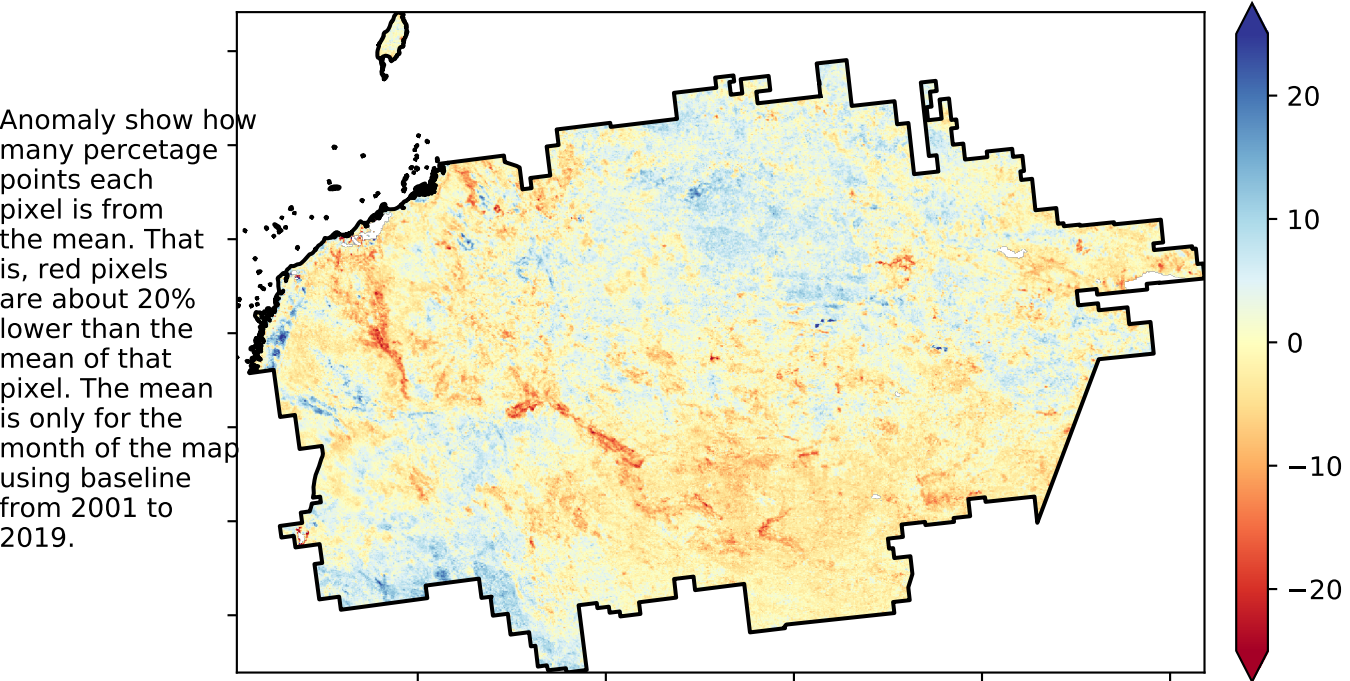 Anomaly show how
many percetage
points each
pixel is from
the mean. That
is, red pixels
are about 20%
lower than the
mean of that
pixel. The mean
is only for the
month of the map
using baseline
from 2001 to
2019.
20
10
0
−10
−20